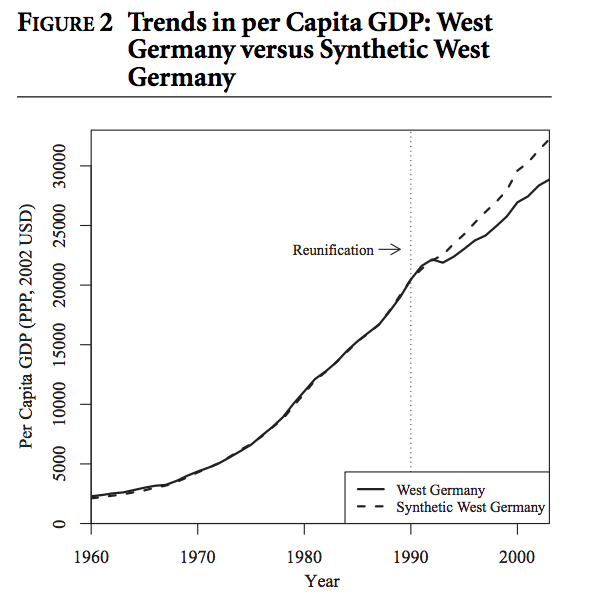 FIGURE 2 Trends in per Capita GDP: West
Germany versus Synthetic West
Germany
Per Capita GDP (PPP, 2002 USD)
30000
25000
20000
15000
10000
5000
0
Reunification
West Germany
Synthetic West Germany
1960 1970 1980 1990 2000
Year